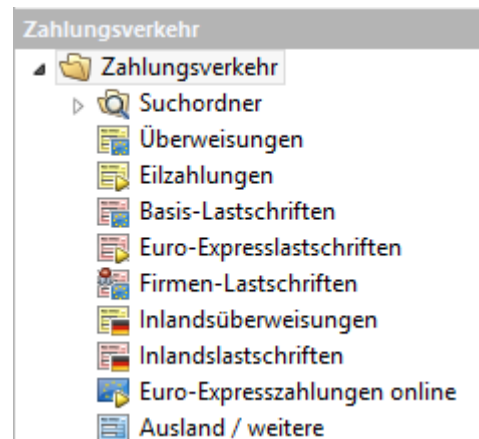 Zahlungsverkehr
Zahlungsverkehr
Suchordner
Überweisungen
Eilzahlungen
Basis-Lastschriften
Euro-Expresslastschriften
Firmen-Lastschriften
Inlandsüberweisungen
Inlandslastschriften
Euro-Expresszahlungen online
Ausland / weitere